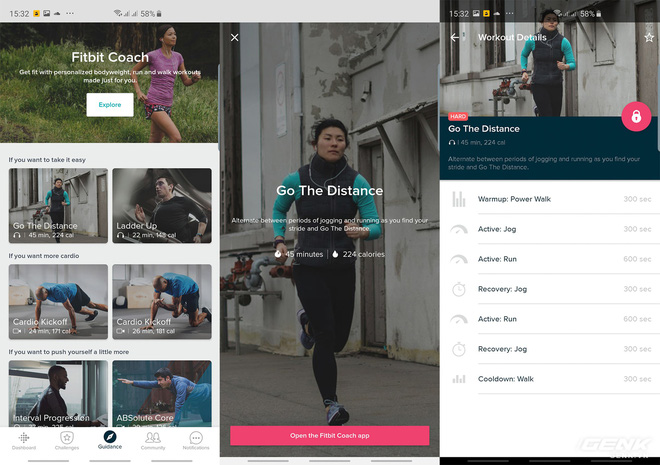 15:32
58%
Fitbit Coach
Get fit with personalized bodyweight, run and walk workouts
made just for you.
Explore
If you want to take it easy
Go The Distance
45 min, 224 cal
Ladder Up
22 min, 148 cal
If you want more cardio
Cardio Kickoff
24 min, 171 cal
Cardio Kickoff
26 min, 181 cal
If you want to push yourself a little more
Interval Progression
ABSolute Core
Dashboard
Challenges
Guidance
Community
Notifications
15:32
58%
Go The Distance
Alternate between periods of jogging and running as you find your
stride and Go The Distance.
45 minutes
224 calories
Open the Fitbit Coach app
15:32
58%
Workout Details
HARD
Go The Distance
45 min, 224 cal
Alternate between periods of jogging and running as you find your
stride and Go The Distance.
Warmup: Power Walk 300 sec
Active: Jog 300 sec
Active: Run 600 sec
Recovery: Jog 300 sec
Active: Run 600 sec
Recovery: Jog 300 sec
Cooldown: Walk 300 sec
GENK
GENK.VN